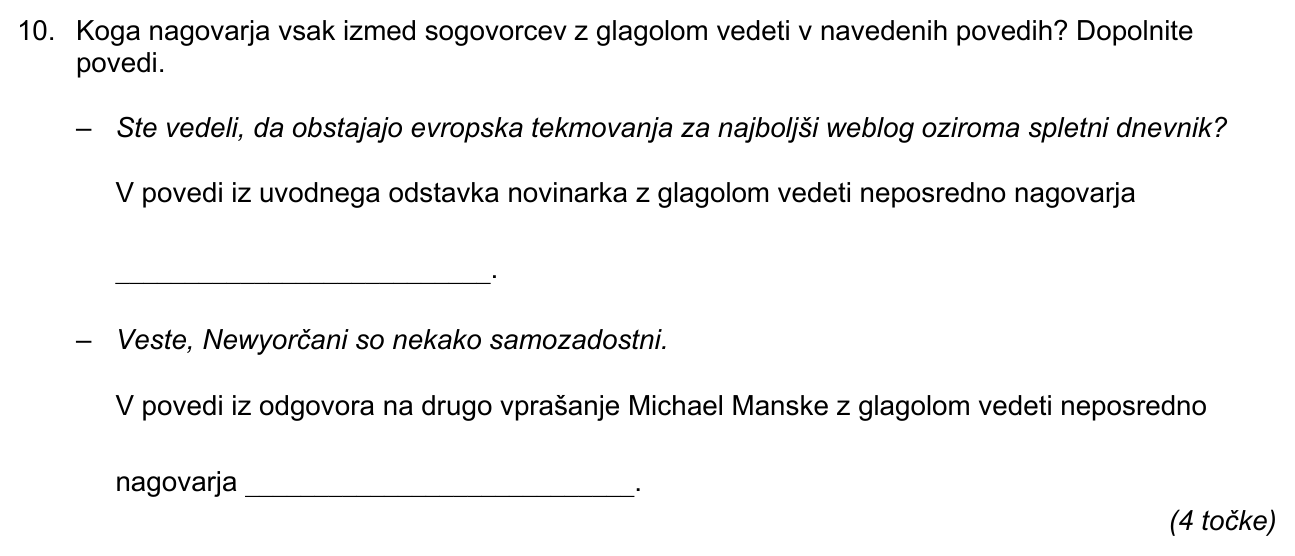 10. Koga nagovarja vsak izmed sogovorcev z glagolom vedeti v navedenih povedih? Dopolnite
povedi.
– Ste vedeli, da obstajajo evropska tekmovanja za najboljši weblog oziroma spletni dnevnik?
V povedi iz uvodnega odstavka novinarka z glagolom vedeti neposredno nagovarja
_________________________.
– Veste, Newyorčani so nekako samozadostni.
V povedi iz odgovora na drugo vprašanje Michael Manske z glagolom vedeti neposredno
nagovarja __________________________.
(4 točke)